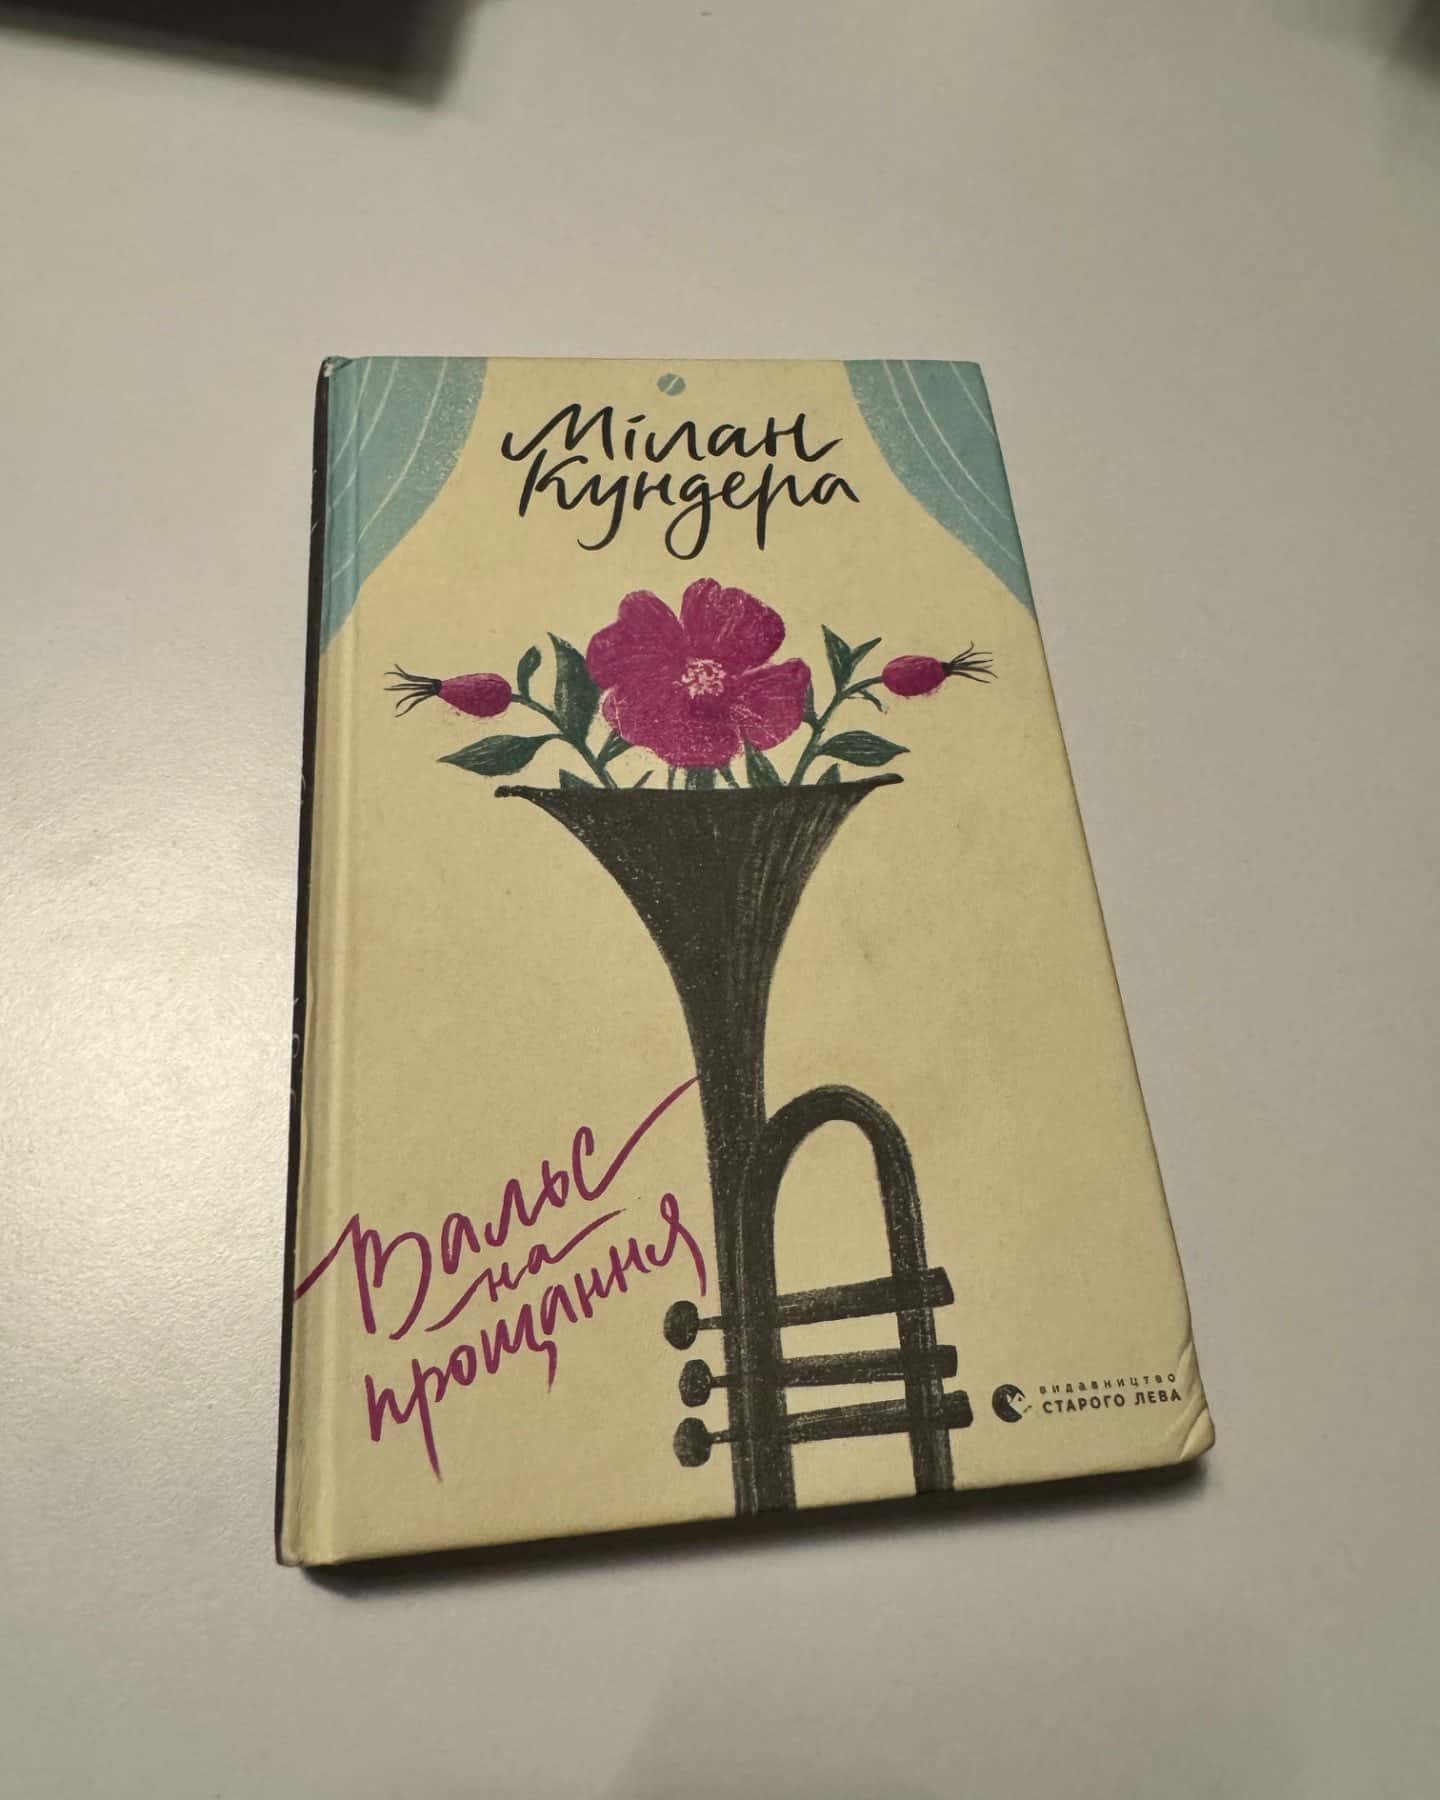 Мілан
Кундера
Вальс
на
прощання
видавництво
СТАРОГО ЛЕВА